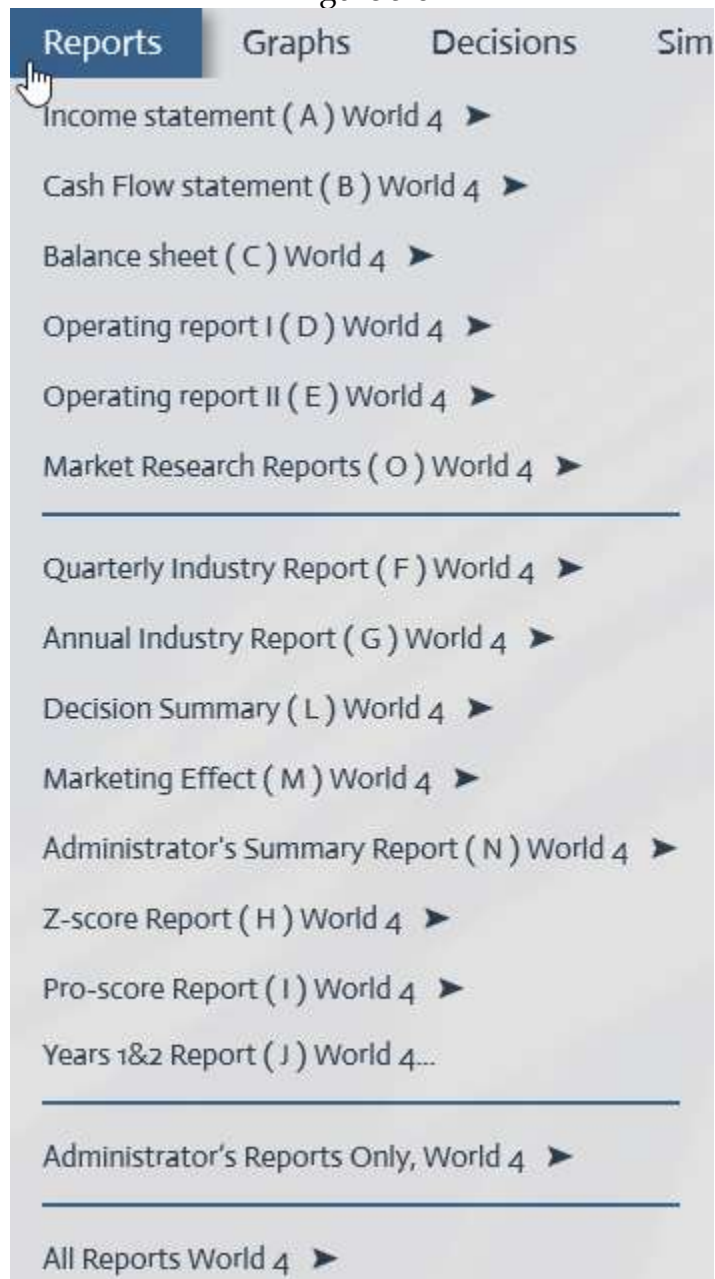 Reports Graphs Decisions Sim
Income statement ( A ) World 4 ➤
Cash Flow statement ( B ) World 4 ➤
Balance sheet ( C ) World 4 ➤
Operating report I ( D ) World 4 ➤
Operating report II ( E ) World 4 ➤
Market Research Reports ( O ) World 4 ➤
Quarterly Industry Report ( F ) World 4 ➤
Annual Industry Report ( G ) World 4 ➤
Decision Summary ( L ) World 4 ➤
Marketing Effect ( M ) World 4 ➤
Administrator's Summary Report ( N ) World 4 ➤
Z-score Report ( H ) World 4 ➤
Pro-score Report ( I ) World 4 ➤
Years 1&2 Report ( J ) World 4...
Administrator's Reports Only, World 4 ➤
All Reports World 4 ➤